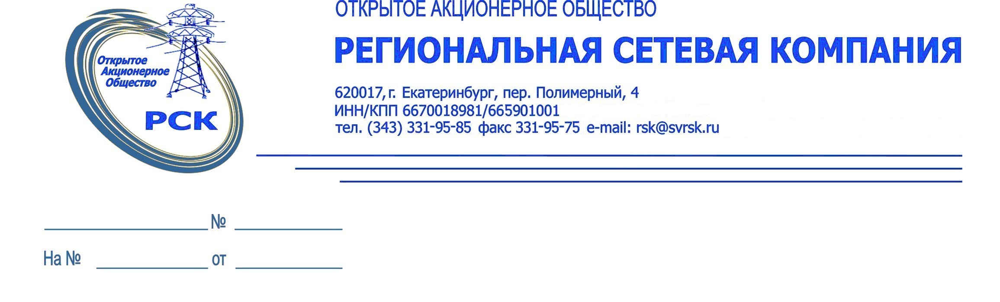 ОТКРЫТОЕ АКЦИОНЕРНОЕ ОБЩЕСТВО
РЕГИОНАЛЬНАЯ СЕТЕВАЯ КОМПАНИЯ
Открытое
Акционерное
Общество
РСК
620017, г. Екатеринбург, пер. Полимерный, 4
ИНН/КПП 6670018981/665901001
тел. (343) 331-95-85 факс 331-95-75 e-mail: rsk@svrsk.ru
№
На № от